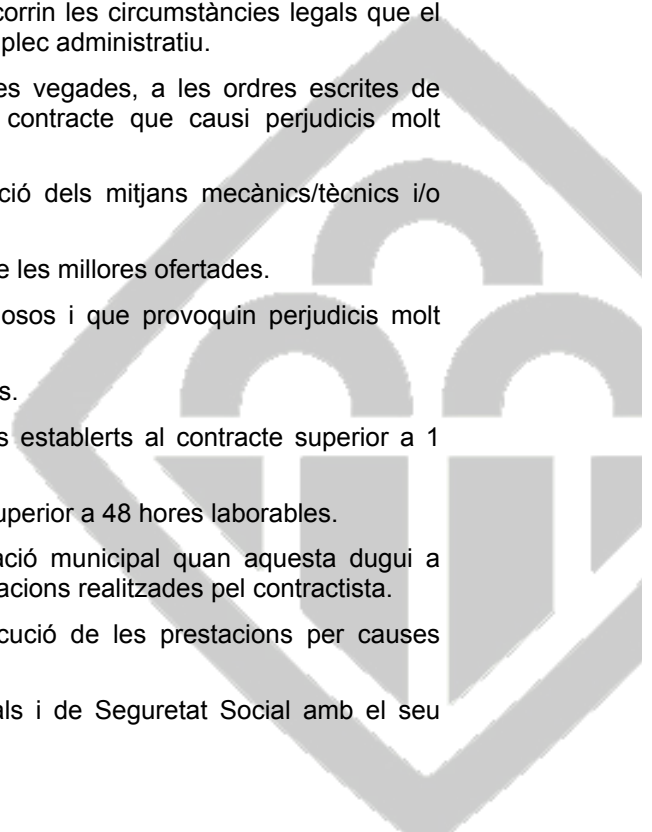 corrin les circumstàncies legals que el
plec administratiu.
es vegades, a les ordres escrites de
contracte que causi perjudicis molt
ció dels mitjans mecànics/tècnics i/o
e les millores ofertades.
osos i que provoquin perjudicis molt
s.
s establerts al contracte superior a 1
uperior a 48 hores laborables.
ació municipal quan aquesta dugui a
acions realitzades pel contractista.
cució de les prestacions per causes
als i de Seguretat Social amb el seu